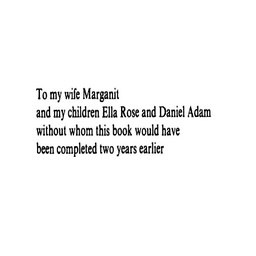 To my wife Marganit
and my children Ella Rose and Daniel Adam
without whom this book would have
been completed two years earlier